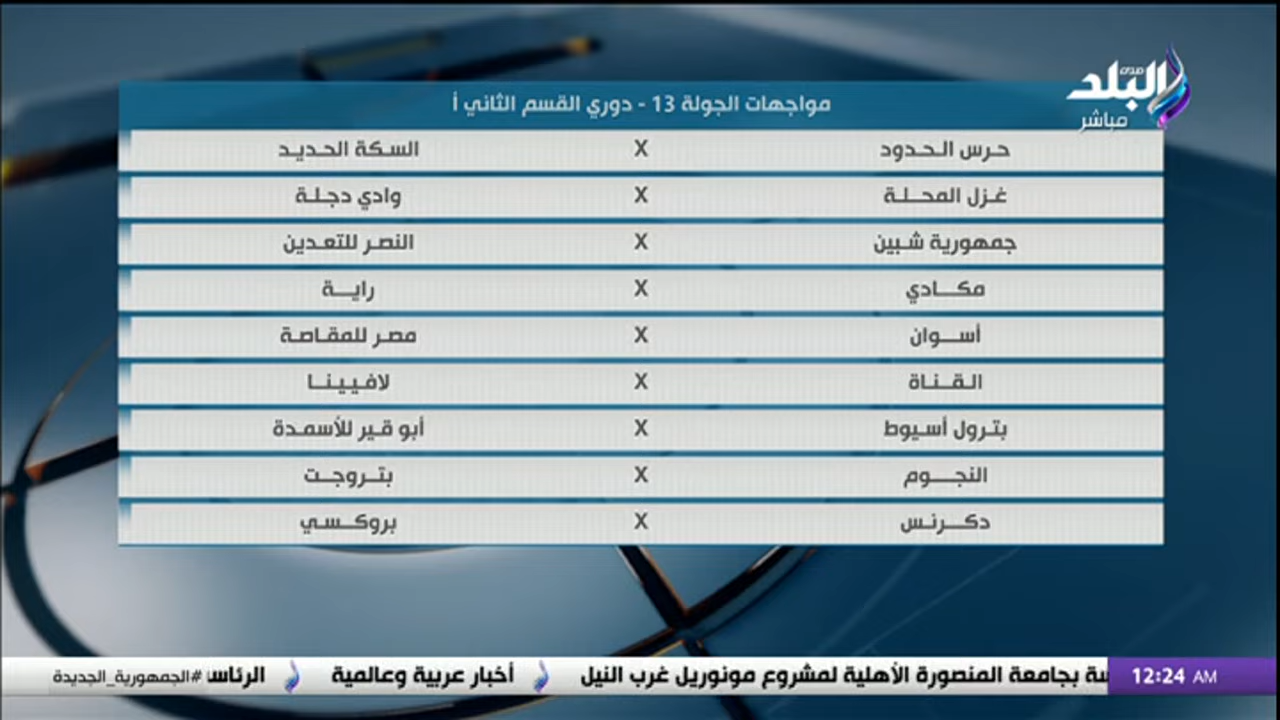 صدى
البلد
مباشر
مواجهات الجولة 13 - دوري القسم الثاني أ
حرس الحدود X السكة الحديد
غزل المحلة X وادي دجلة
جمهورية شبين X النصر للتعدين
مكادي X راية
أسوان X مصر للمقاصة
القناة X لافيينا
بترول أسيوط X أبو قير للأسمدة
النجوم X بتروجت
دكرنس X بروكسي
12:24 AM
بجامعة المنصورة الأهلية لمشروع مونوريل غرب النيل أخبار عربية وعالمية #الجمهورية_الجديدة